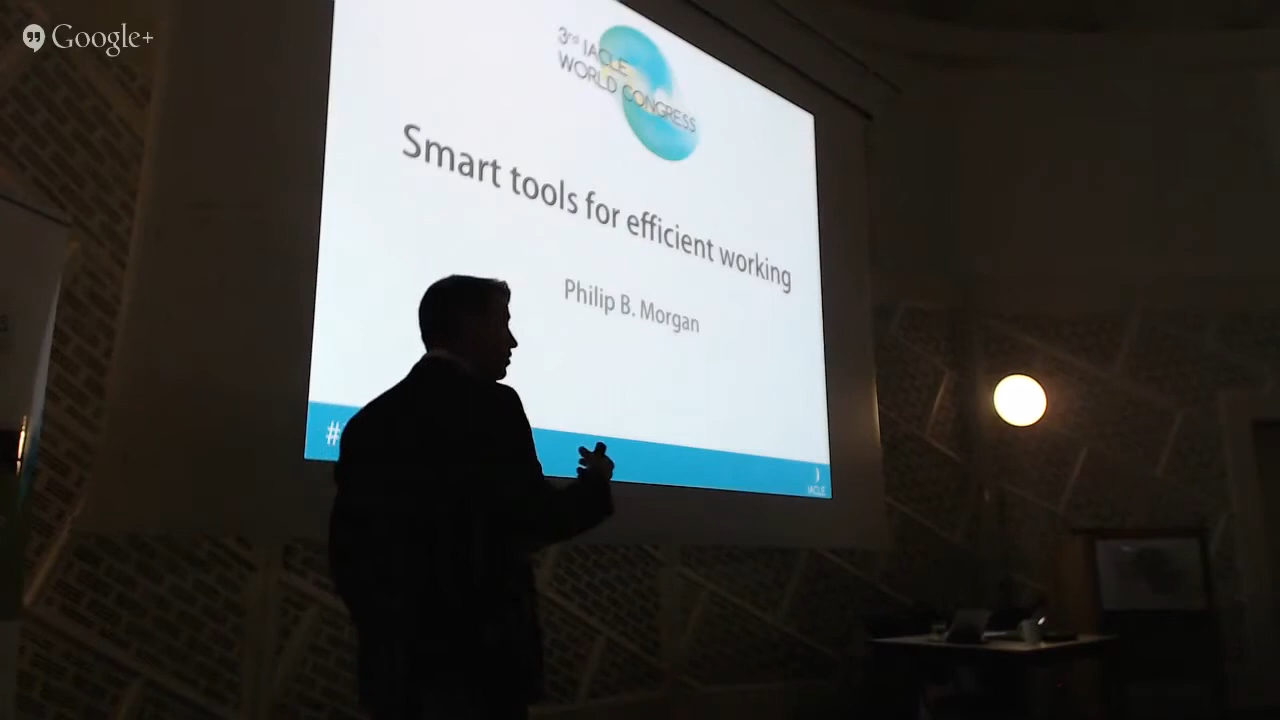 Google+
3rd IACLE
WORLD CONGRESS
Smart tools for efficient working
Philip B. Morgan
#
IACLE